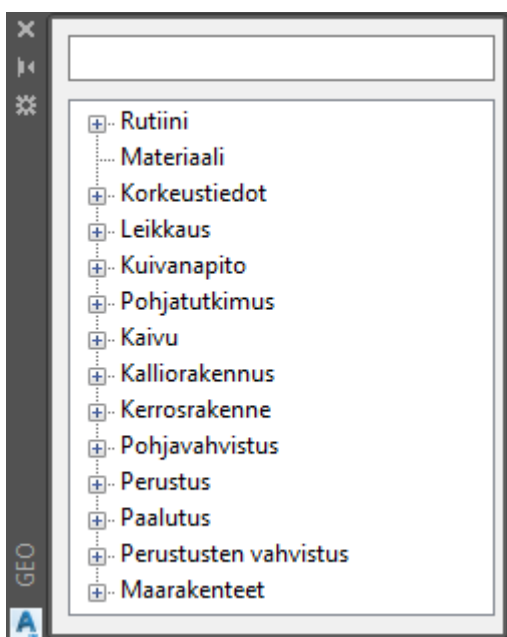 Rutiini
Materiaali
Korkeustiedot
Leikkaus
Kuivanapito
Pohjatutkimus
Kaivu
Kalliorakennus
Kerrosrakenne
Pohjavahvistus
Perustus
Paalutus
Perustusten vahvistus
Maarakenteet
GEO
A